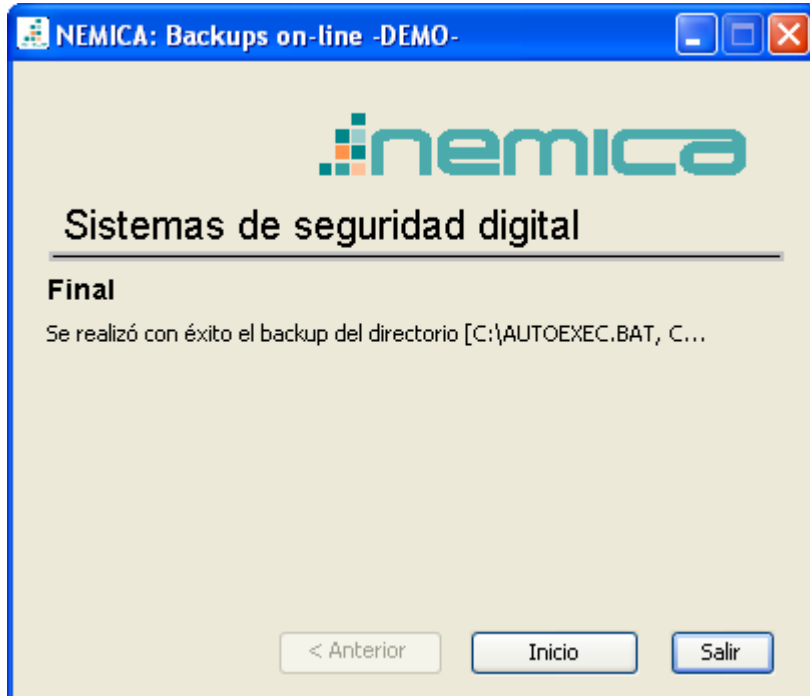 NEMICA: Backups on-line -DEMO-
nemica
Sistemas de seguridad digital
Final
Se realizó con éxito el backup del directorio [C:\AUTOEXEC.BAT, C...
< Anterior
Inicio
Salir